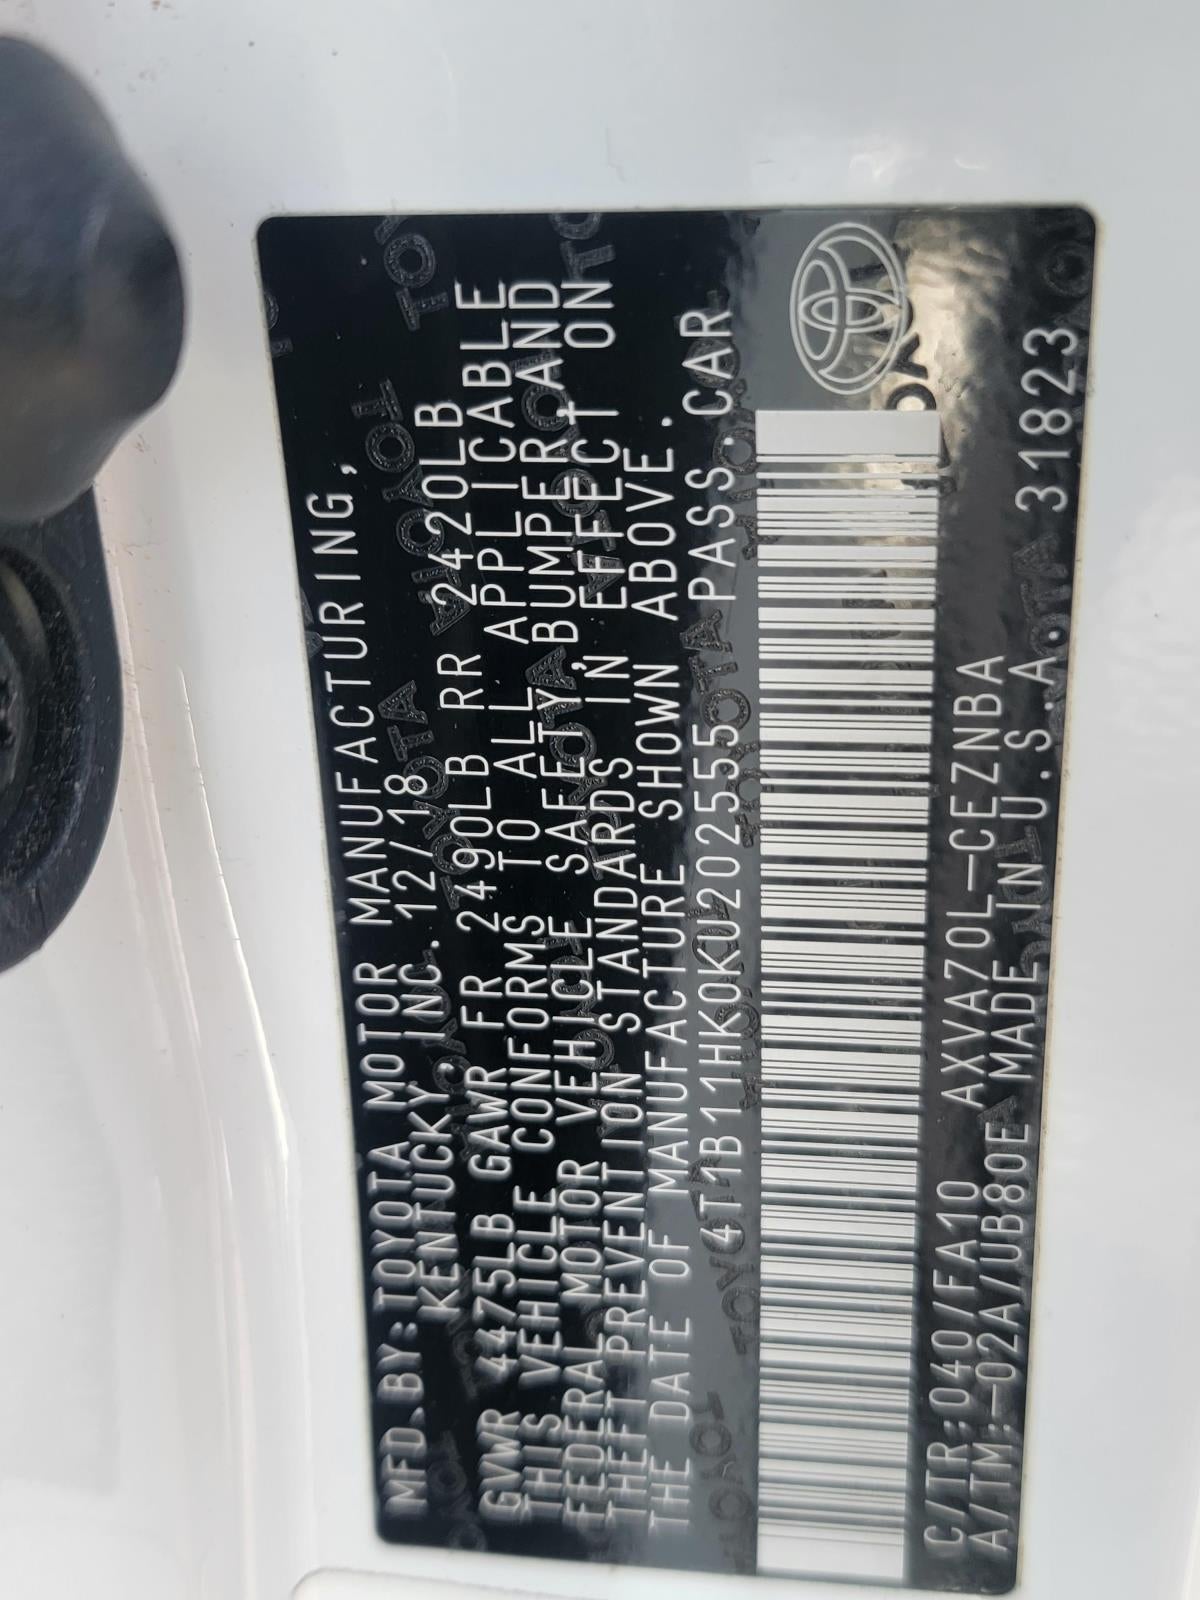 MFD.BY:TOYOTA MOTOR MANUFACTURING,
KENTUCKY, INC. 12/18
GVWR 4475LB GAWR FR 2490LB RR 2420LB
THIS VEHICLE CONFORMS TO ALL APPLICABLE
FEDERAL MOTOR VEHICLE SAFETY, BUMPER, AND
THEFT PREVENTION STANDARDS IN EFFECT ON
THE DATE OF MANUFACTURE SHOWN ABOVE.
4T1B11HK0KU202555 PASS.CAR
C/TR:040/FA10 AXVA70L-CEZNBA
A/TM:-02A/UB80E MADE IN U.S.A. 31823